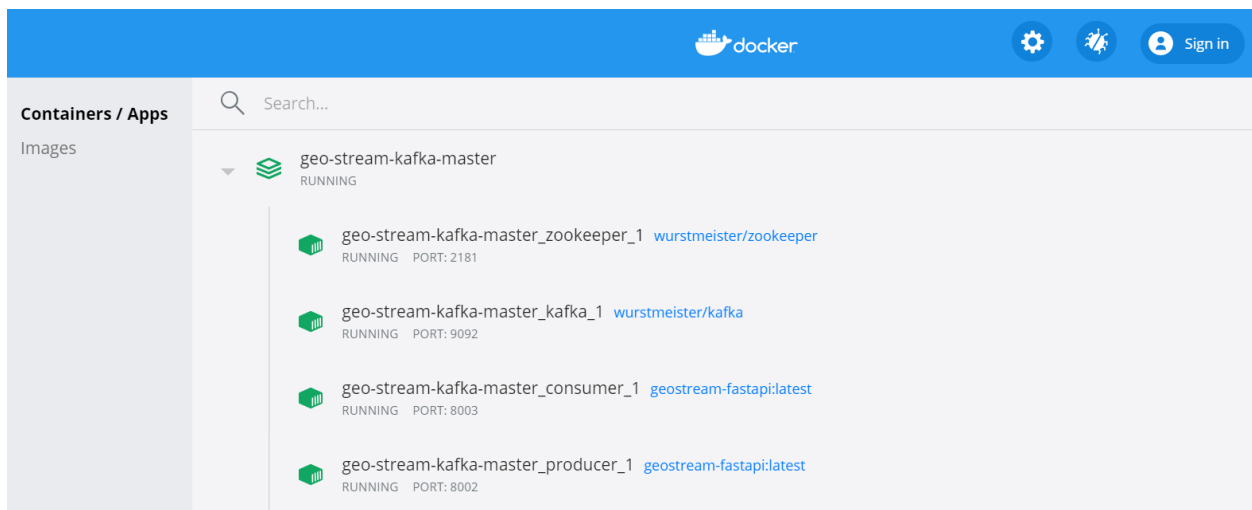 docker
Sign in
Containers / Apps
Images
Search...
geo-stream-kafka-master
RUNNING
geo-stream-kafka-master_zookeeper_1 wurstmeister/zookeeper
RUNNING PORT: 2181
geo-stream-kafka-master_kafka_1 wurstmeister/kafka
RUNNING PORT: 9092
geo-stream-kafka-master_consumer_1 geostream-fastapi:latest
RUNNING PORT: 8003
geo-stream-kafka-master_producer_1 geostream-fastapi:latest
RUNNING PORT: 8002